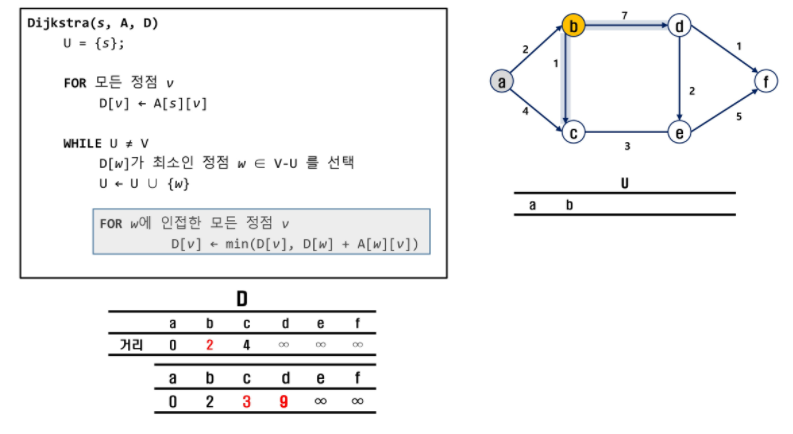 Dijkstra(s, A, D)
U = {s};
FOR 모든 정점 v
D[v] ← A[s][v]
WHILE U ≠ V
D[w]가 최소인 정점 w ∈ V-U 를 선택
U ← U ∪ {w}
FOR w에 인접한 모든 정점 v
D[v] ← min(D[v], D[w] + A[w][v])
7
b d
2 1 1
a 2 f
4 5
c e
3
U
a b
D
a b c d e f
거리 0 2 4 ∞ ∞ ∞
a b c d e f
0 2 3 9 ∞ ∞